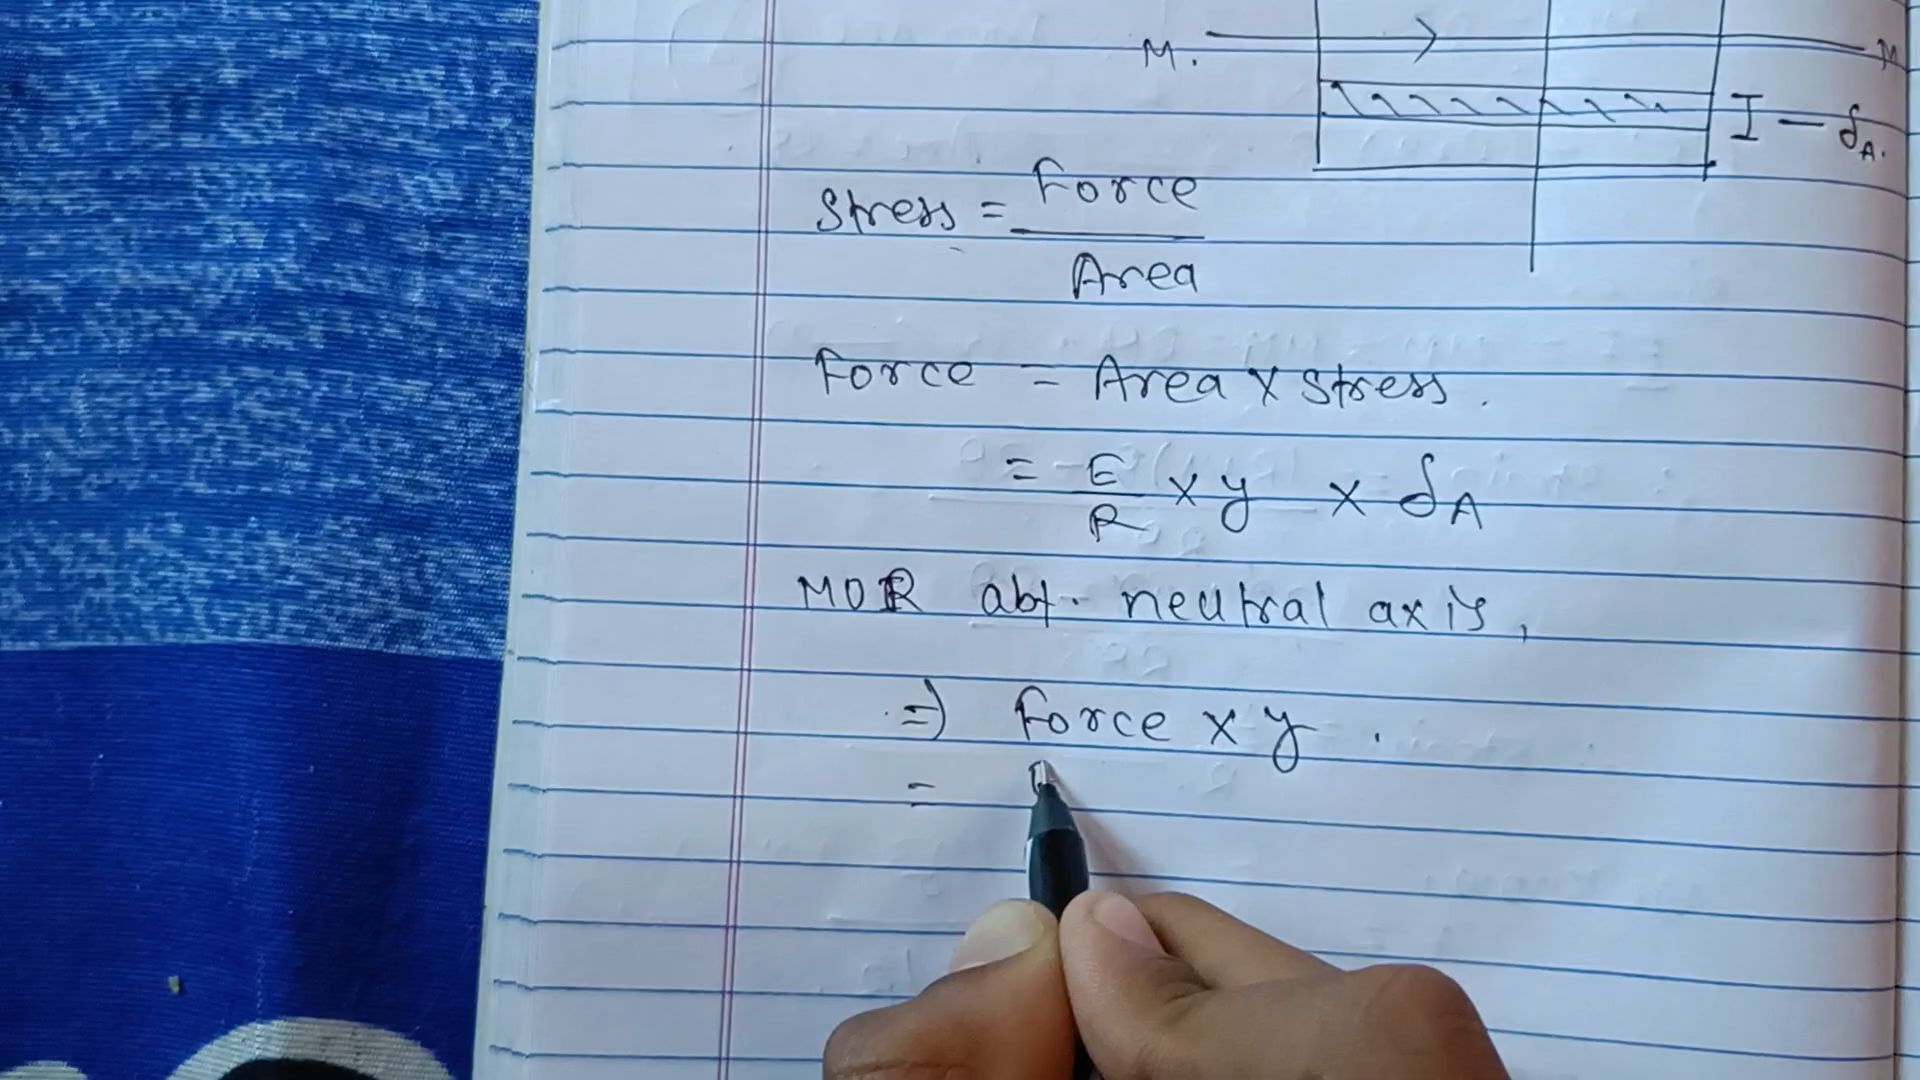 M. M
I - δA.
Stress = Force / Area
Force = Area x stress.
= E/R x y x δA
MOR abt. neutral axis,
=) Force x y.
=